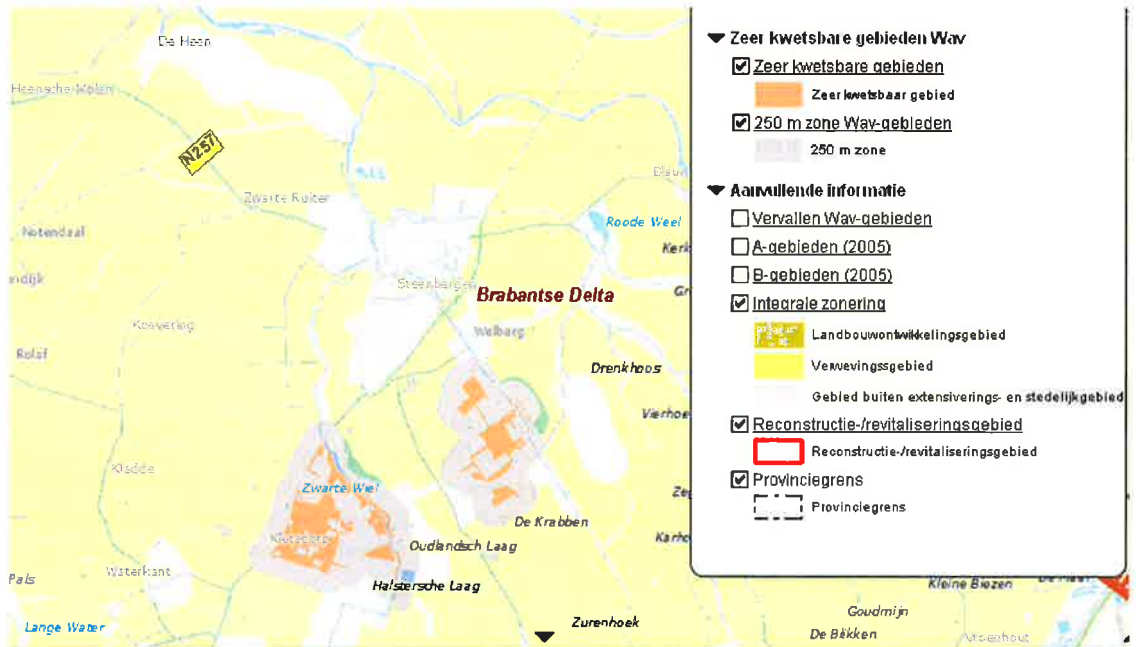 De Heen
Heensche Molen
N257
Zwarte Ruiter
Notendaal
Roode Weel
Steenbergen
Brabantse Delta
Koevering
Welberg
Drenkhoos
Kladde
Zwarte Wiel
De Krabben
Oudlandsch Laag
Waterkant
Halstersche Laag
Pals
Lange Water
Zurenhoek
Kleine Biezen
Goudmijn
De Blikken
Zeer kwetsbare gebieden Wav
Zeer kwetsbare gebieden
Zeer kwetsbaar gebied
250 m zone Wav-gebieden
250 m zone
Aanvullende informatie
Vervallen Wav-gebieden
A-gebieden (2005)
B-gebieden (2005)
Integrale zonering
Landbouwontwikkelingsgebied
Verwevingssgebied
Gebied buiten extensiverings- en stedelijkgebied
Reconstructie-/revitaliseringsgebied
Reconstructie-/revitaliseringsgebied
Provinciegrens
Provinciegrens